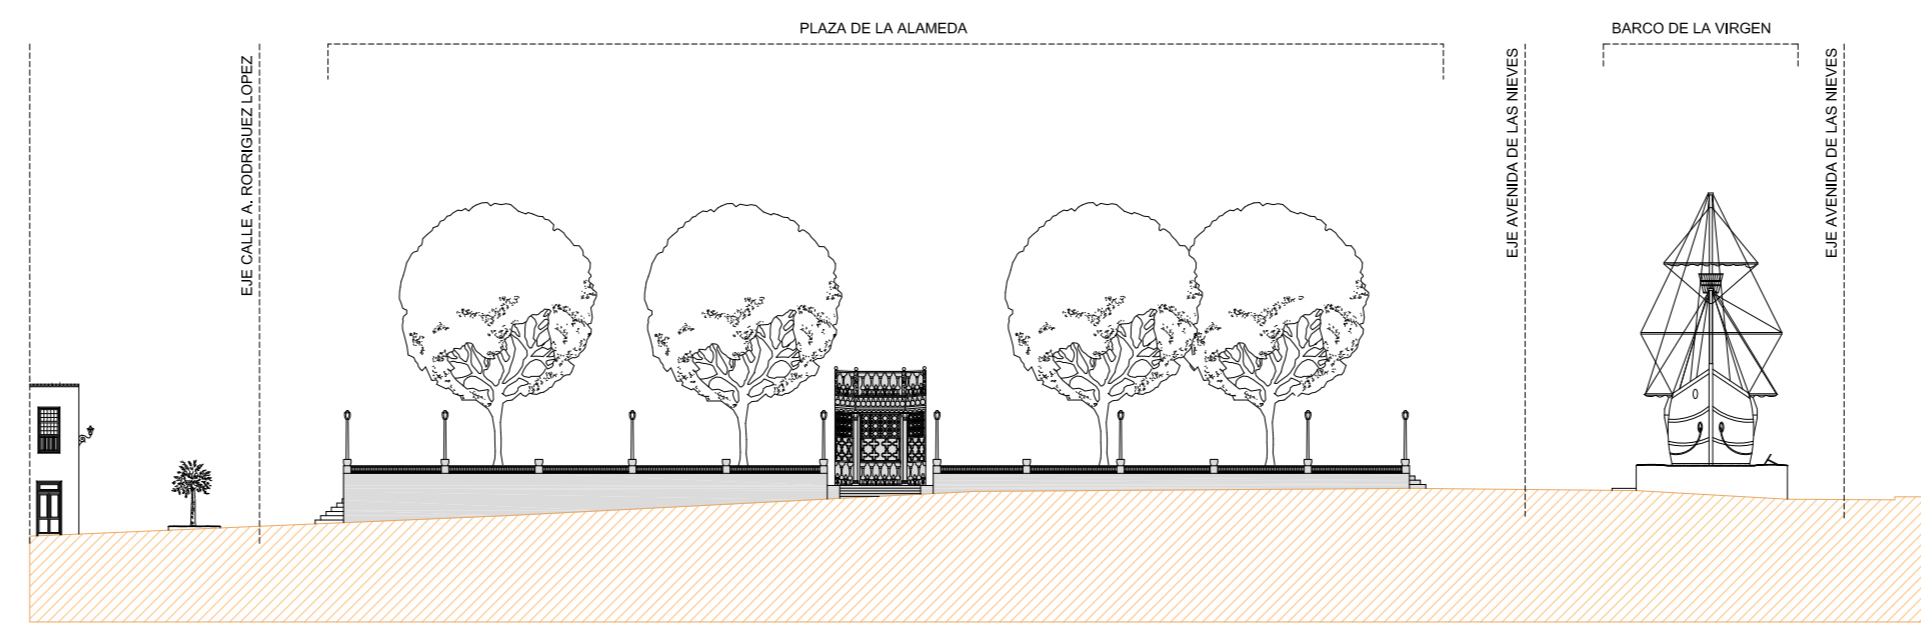 PLAZA DE LA ALAMEDA
BARCO DE LA VIRGEN
EJE CALLE A. RODRIGUEZ LOPEZ
EJE AVENIDA DE LAS NIEVES
EJE AVENIDA DE LAS NIEVES